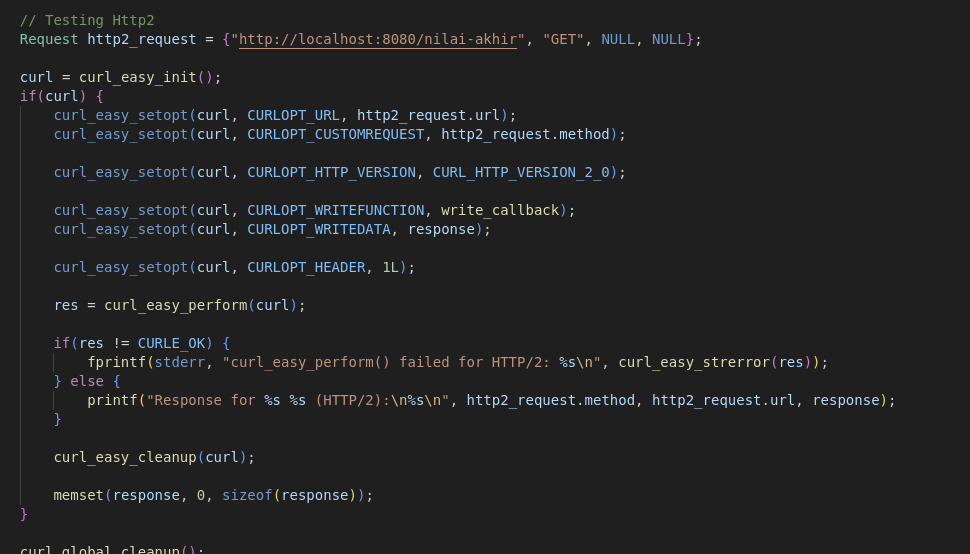 // Testing Http2
Request http2_request = {"http://localhost:8080/nilai-akhir", "GET", NULL, NULL};
curl = curl_easy_init();
if(curl) {
    curl_easy_setopt(curl, CURLOPT_URL, http2_request.url);
    curl_easy_setopt(curl, CURLOPT_CUSTOMREQUEST, http2_request.method);
    curl_easy_setopt(curl, CURLOPT_HTTP_VERSION, CURL_HTTP_VERSION_2_0);
    curl_easy_setopt(curl, CURLOPT_WRITEFUNCTION, write_callback);
    curl_easy_setopt(curl, CURLOPT_WRITEDATA, response);
    curl_easy_setopt(curl, CURLOPT_HEADER, 1L);
    res = curl_easy_perform(curl);
    if(res != CURLE_OK) {
        fprintf(stderr, "curl_easy_perform() failed for HTTP/2: %s\n", curl_easy_strerror(res));
    } else {
        printf("Response for %s %s (HTTP/2):\n%s\n", http2_request.method, http2_request.url, response);
    }
    curl_easy_cleanup(curl);
    memset(response, 0, sizeof(response));
}
curl_global_cleanup();